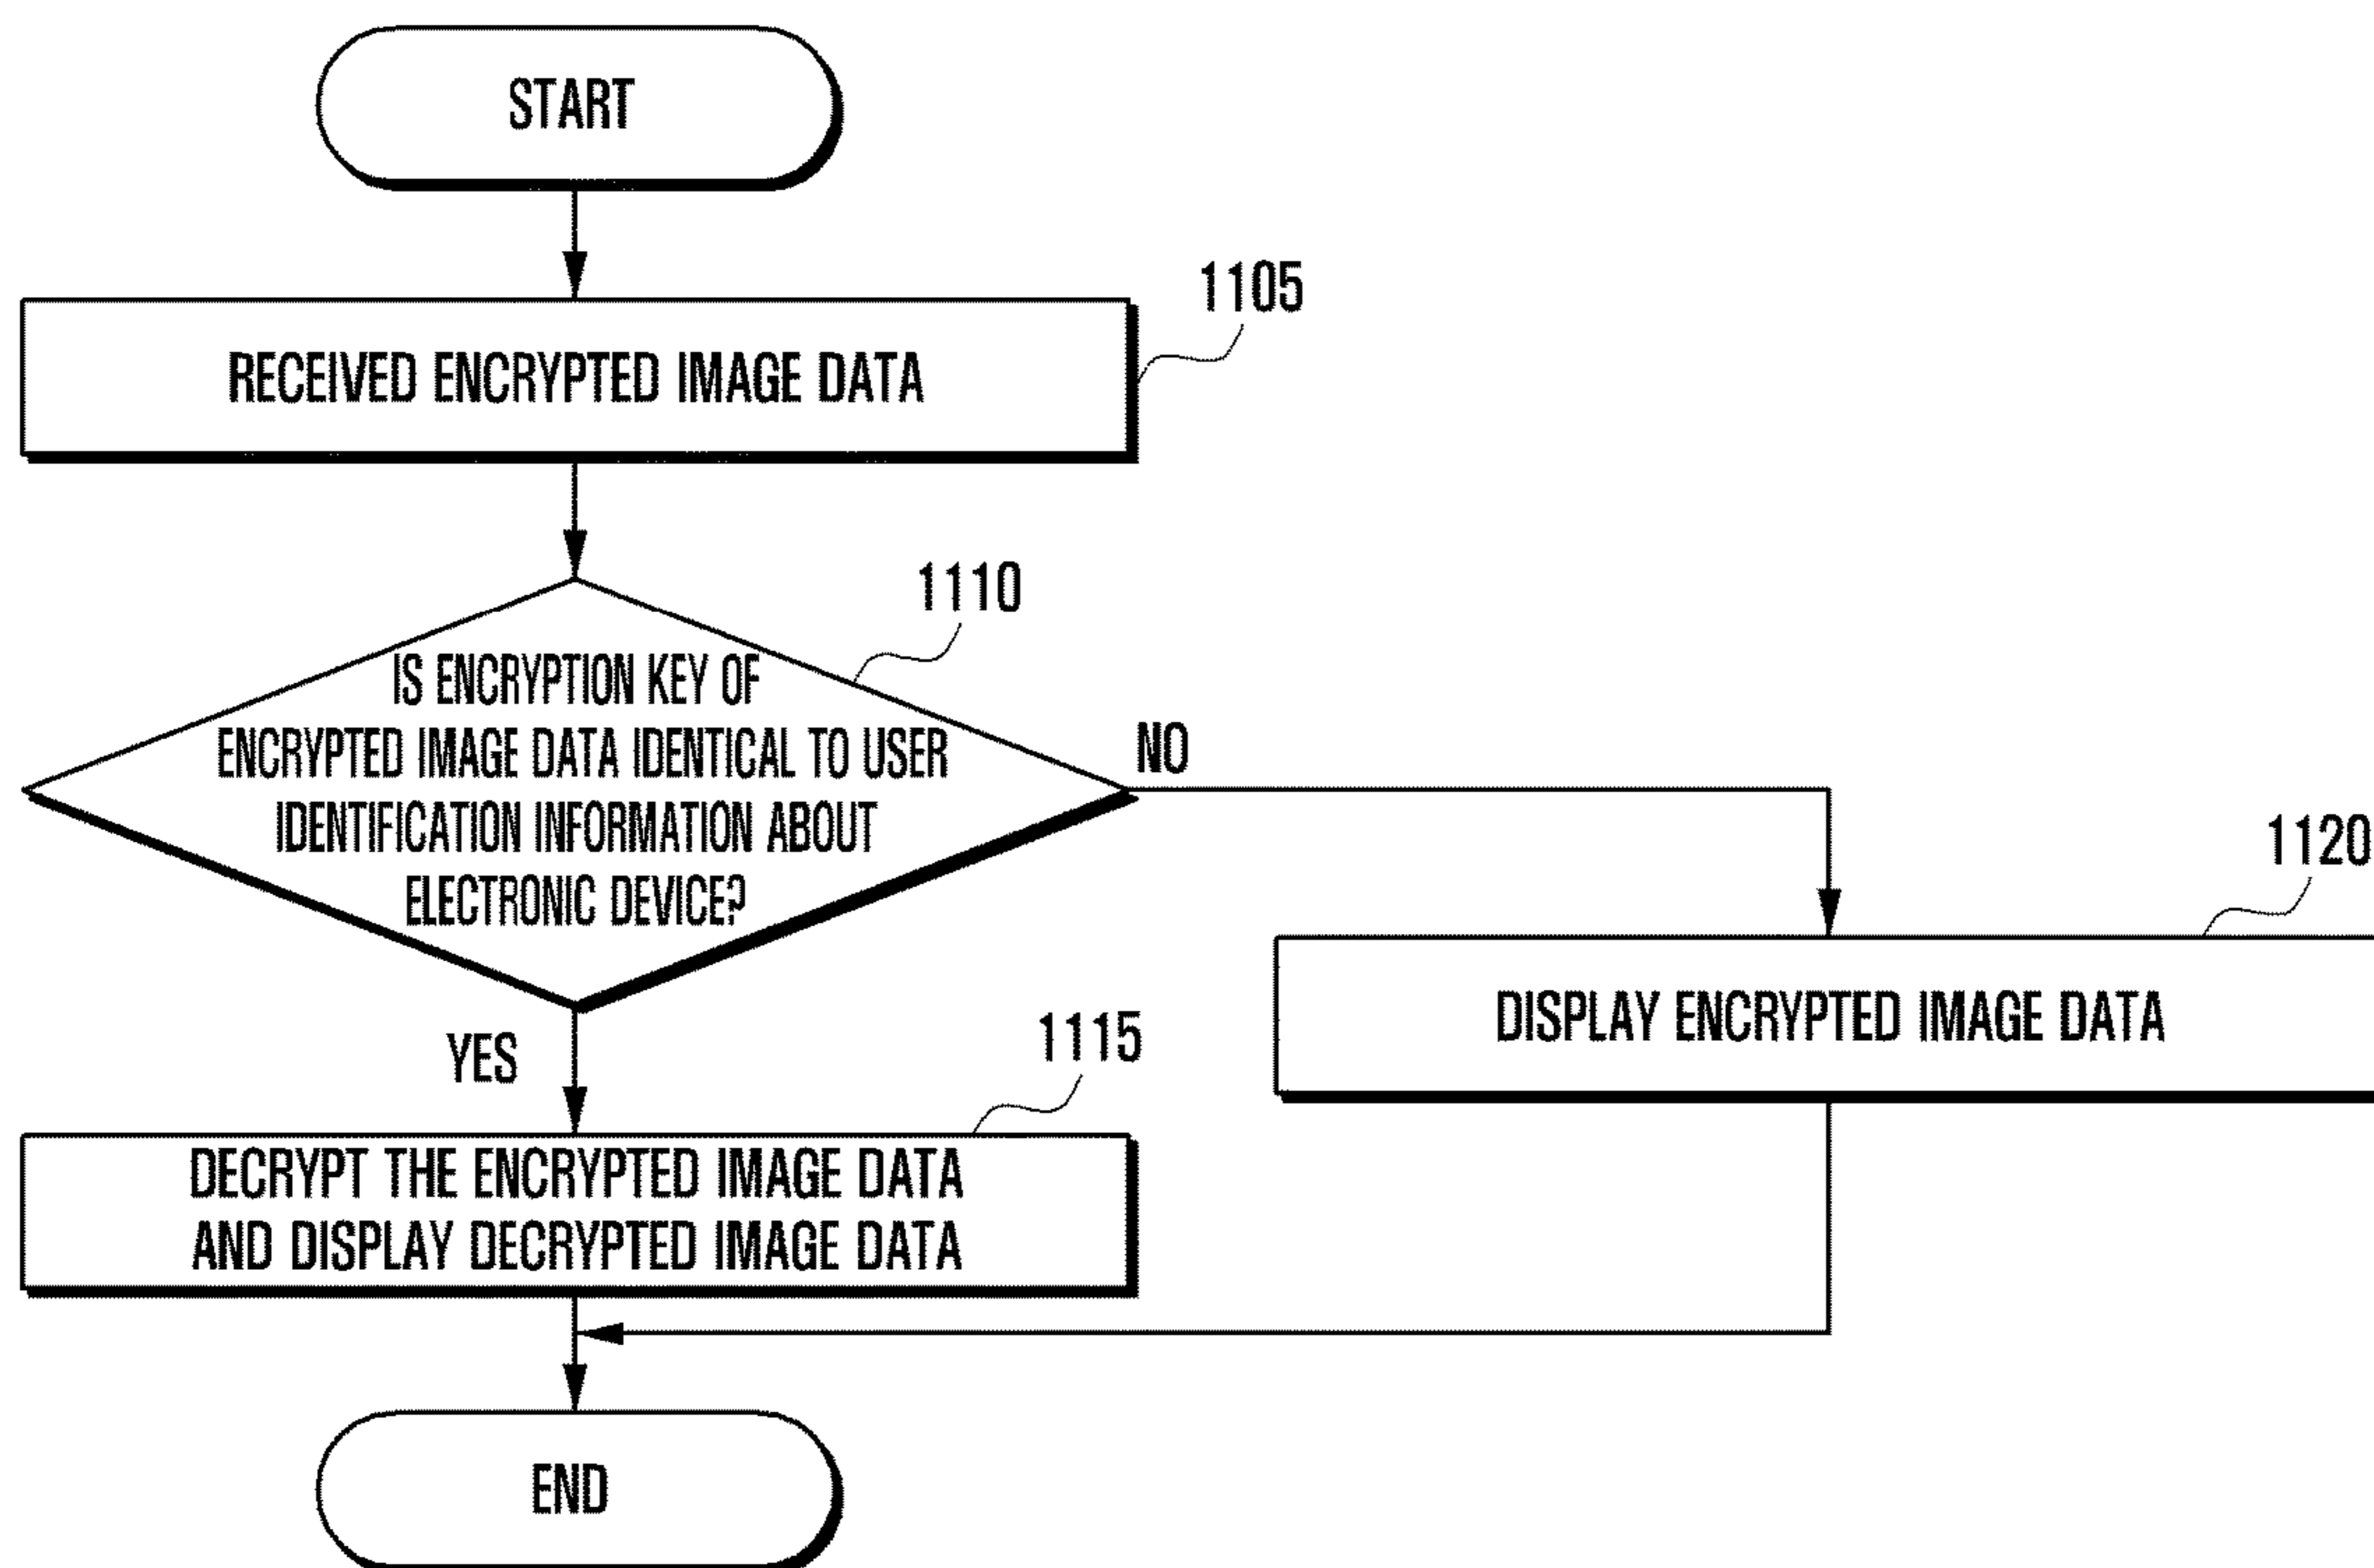 START
1105
RECEIVED ENCRYPTED IMAGE DATA
1110
IS ENCRYPTION KEY OF
ENCRYPTED IMAGE DATA IDENTICAL TO USER
IDENTIFICATION INFORMATION ABOUT
ELECTRONIC DEVICE?
NO
1120
DISPLAY ENCRYPTED IMAGE DATA
YES
1115
DECRYPT THE ENCRYPTED IMAGE DATA
AND DISPLAY DECRYPTED IMAGE DATA
END